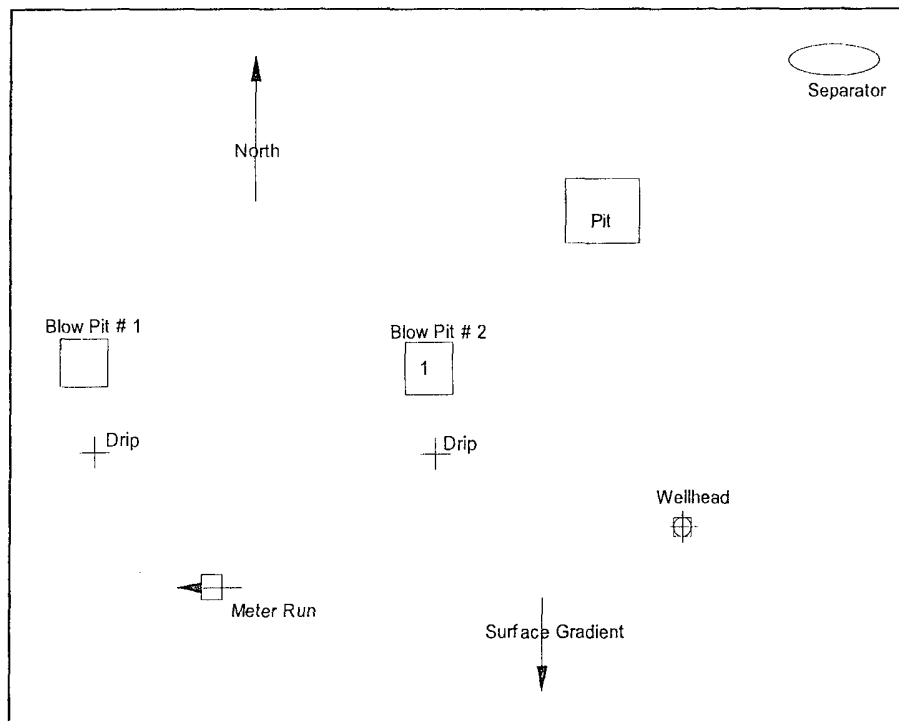 Separator
North
Pit
Blow Pit # 1
Blow Pit # 2
1
Drip
Drip
Wellhead
Meter Run
Surface Gradient